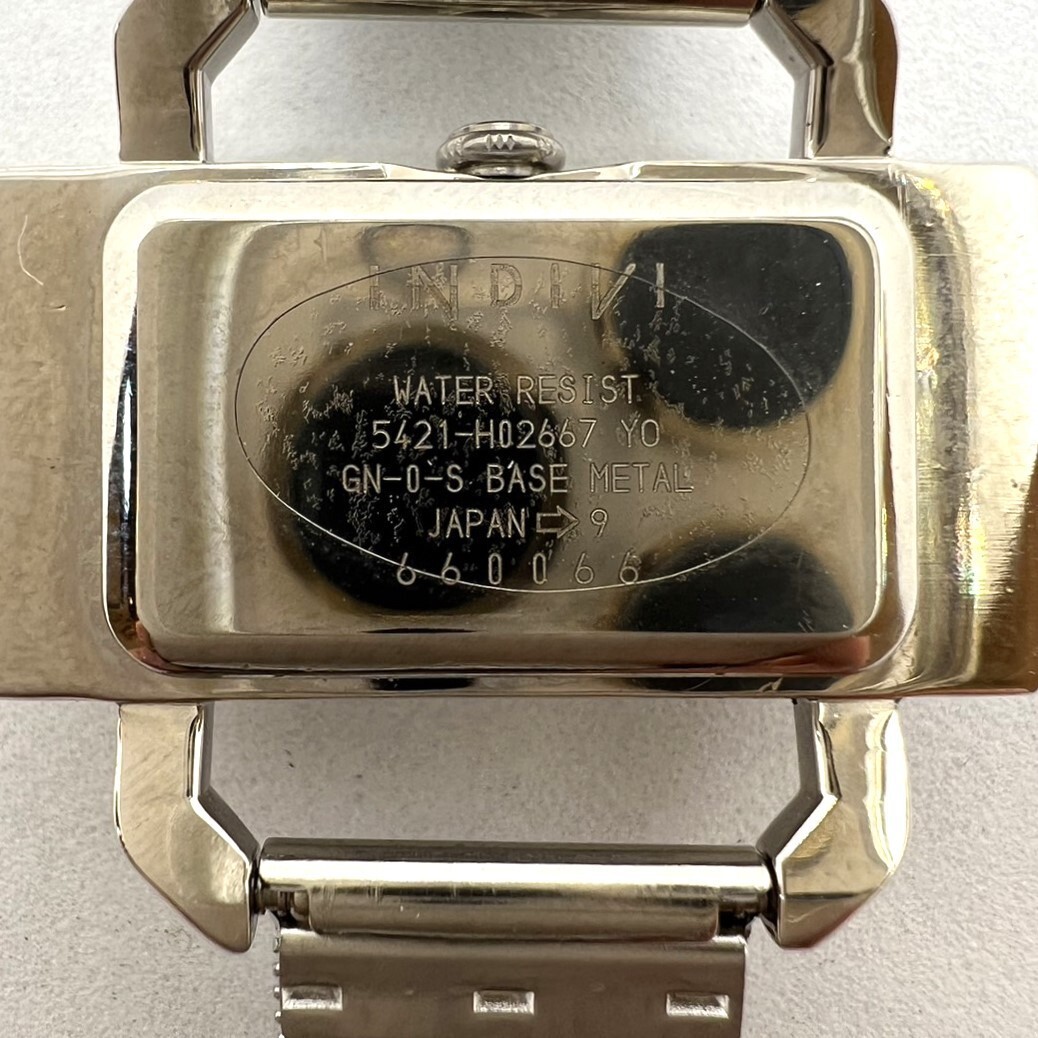 INDIVI
WATER RESIST
5421-H02667 YO
GN-0-S BASE METAL
JAPAN ⇨ 9
660066